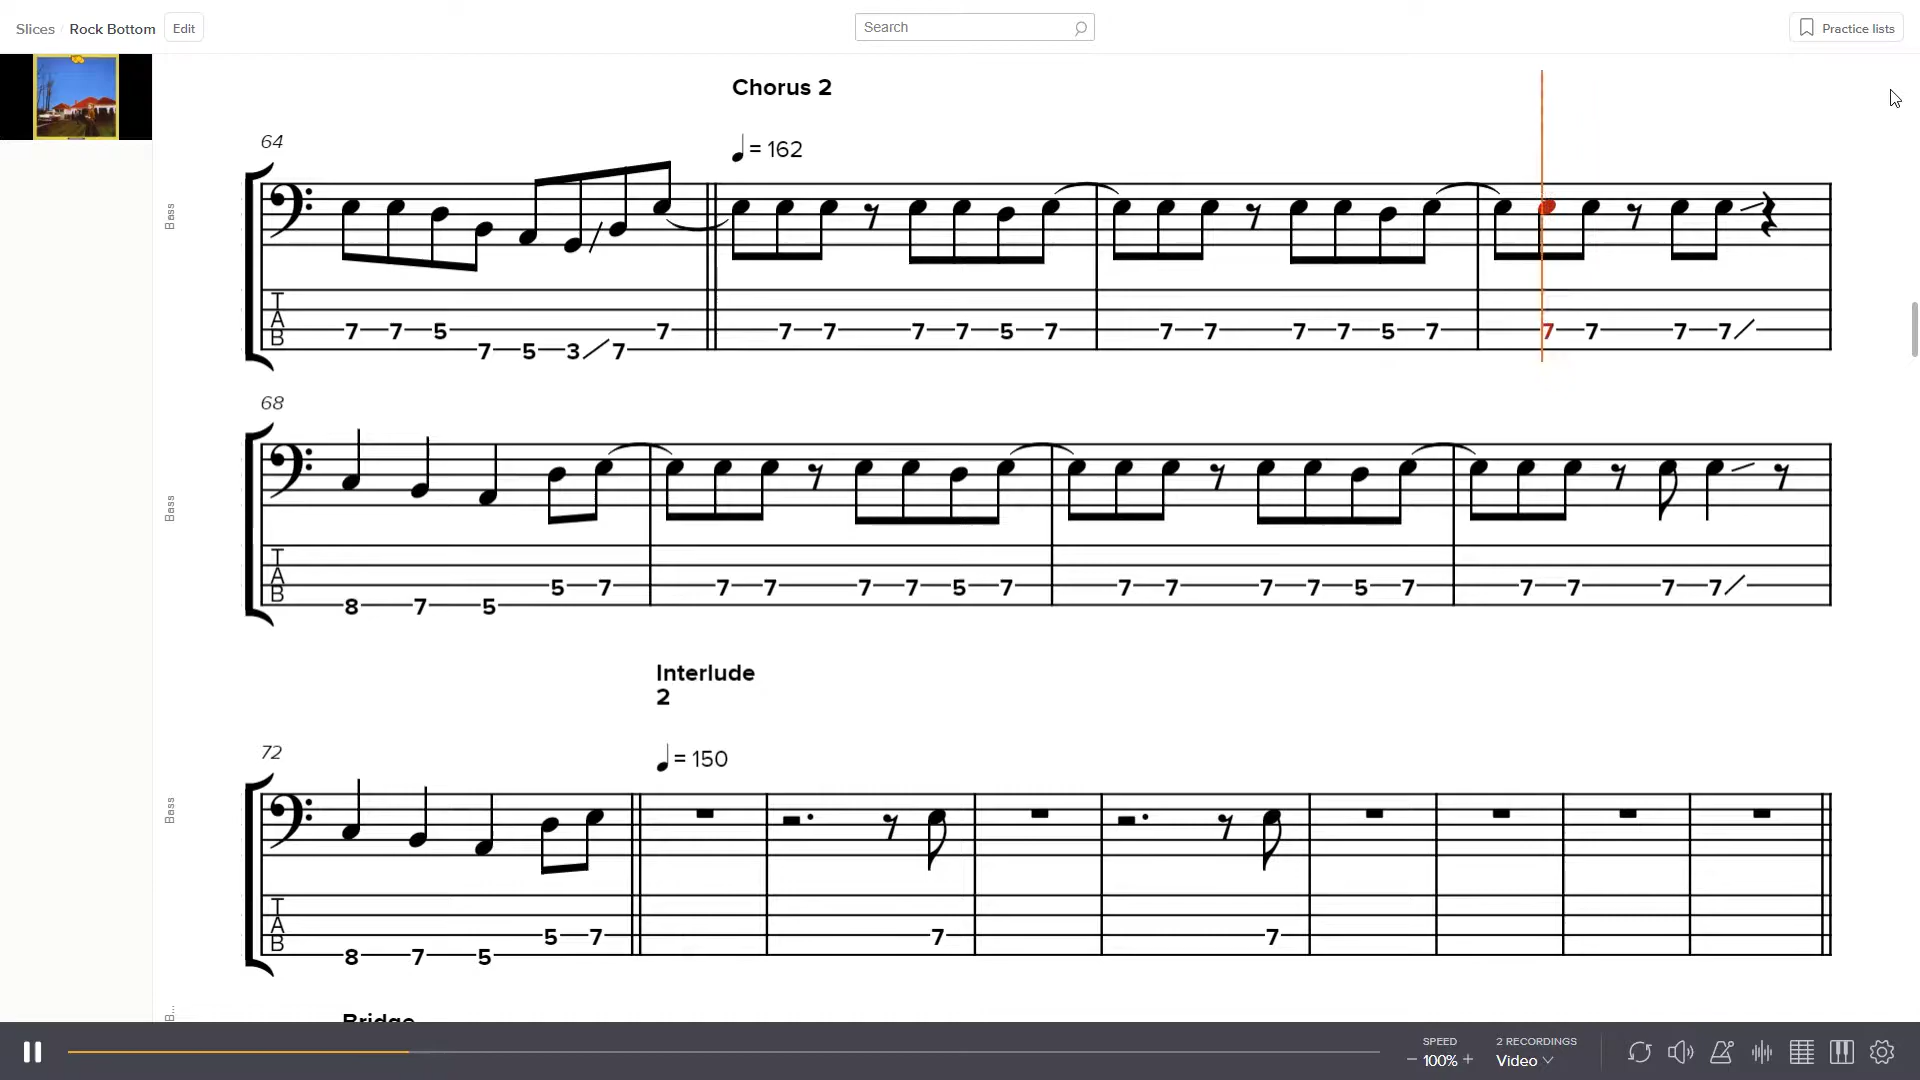 Slices / Rock Bottom Edit
Search
Practice lists
Chorus 2
64
= 162
Bass
7 7 5 7 5 3 7 7 7 7 7 7 5 7 7 7 7 7 5 7 7 7 7 7
T
A
B
68
Bass
8 7 5 5 7 7 7 7 7 5 7 7 7 7 7 5 7 7 7 7 7
T
A
B
Interlude
2
72
= 150
Bass
8 7 5 5 7 7 7
T
A
B
B...
Bridge
SPEED
− 100% +
2 RECORDINGS
Video